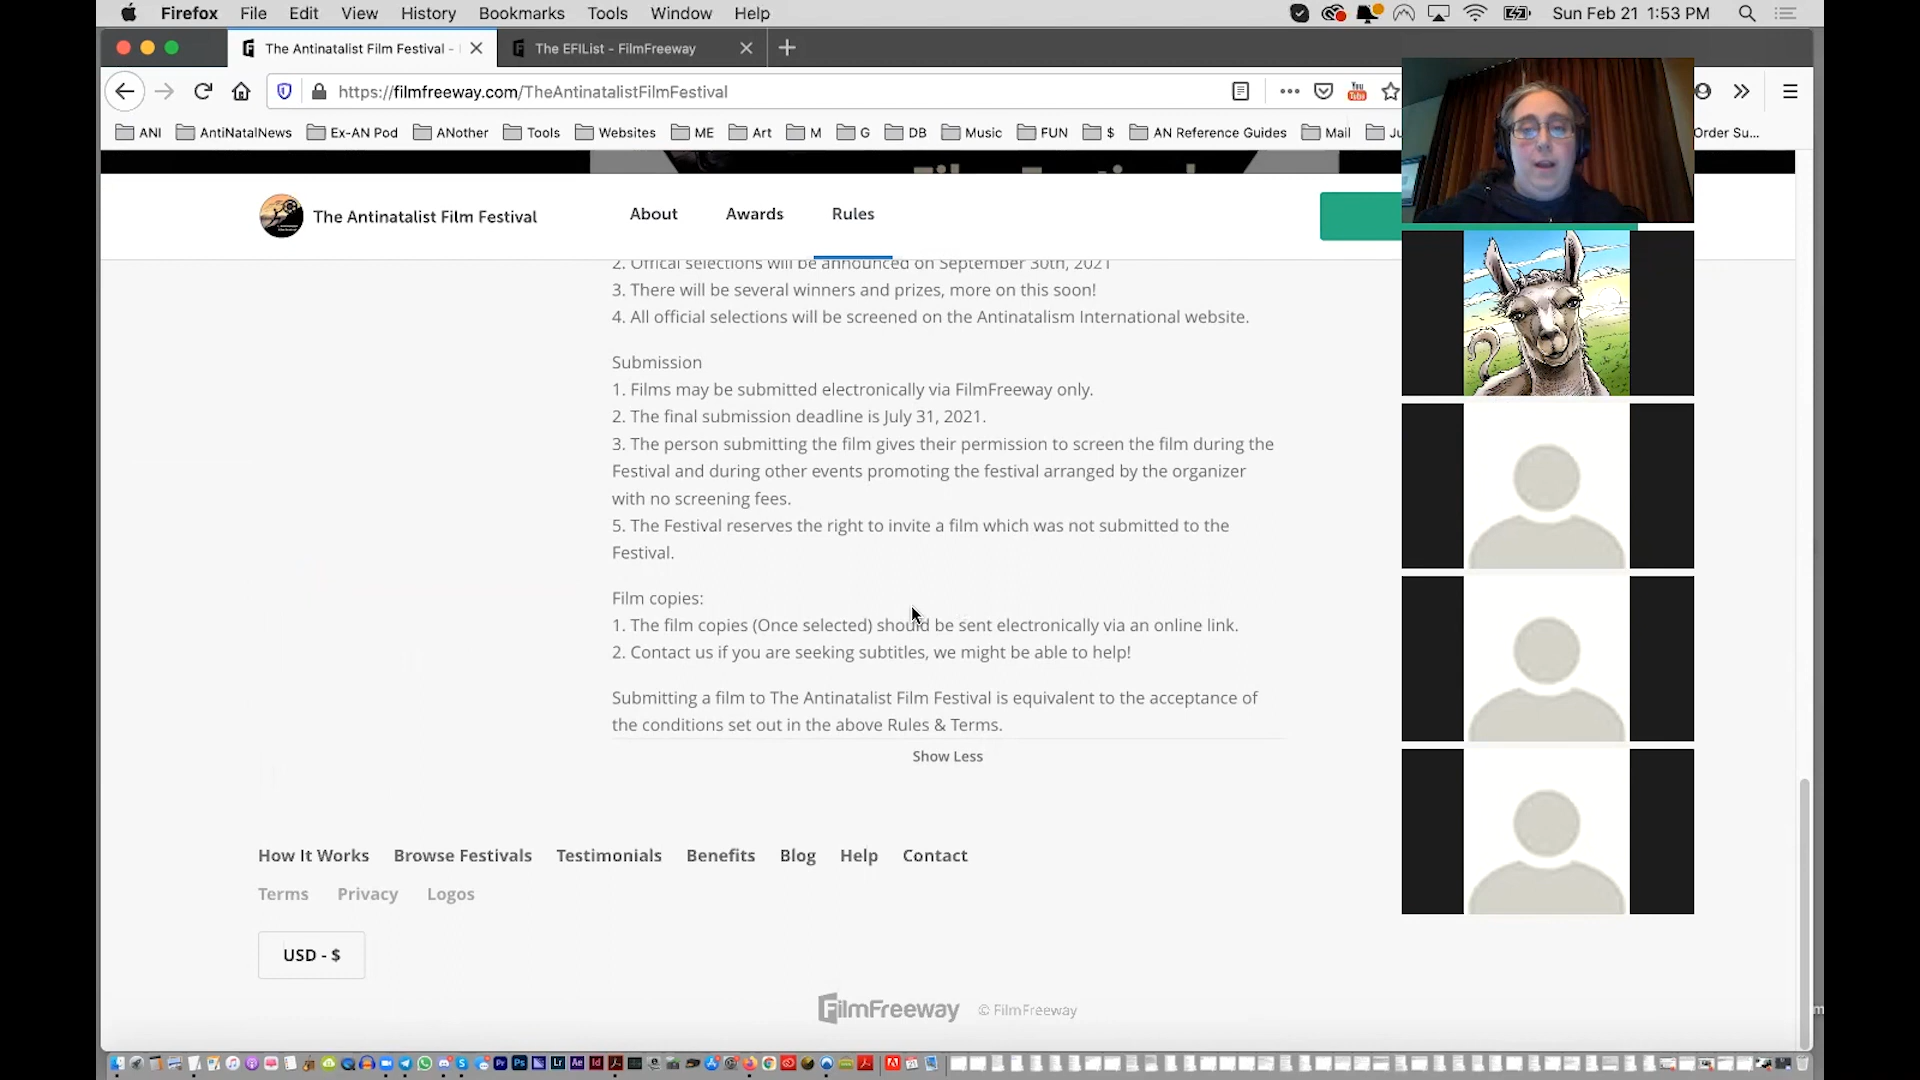 Firefox File Edit View History Bookmarks Tools Window Help Sun Feb 21 1:53 PM
The Antinatalist Film Festival - The EFIList - FilmFreeway
https://filmfreeway.com/TheAntinatalistFilmFestival
ANI AntiNatalNews Ex-AN Pod ANother Tools Websites ME Art M G DB Music FUN $ AN Reference Guides Mail Order Su...
The Antinatalist Film Festival About Awards Rules
2. Offical selections will be announced on September 30th, 2021
3. There will be several winners and prizes, more on this soon!
4. All official selections will be screened on the Antinatalism International website.
Submission
1. Films may be submitted electronically via FilmFreeway only.
2. The final submission deadline is July 31, 2021.
3. The person submitting the film gives their permission to screen the film during the
Festival and during other events promoting the festival arranged by the organizer
with no screening fees.
5. The Festival reserves the right to invite a film which was not submitted to the
Festival.
Film copies:
1. The film copies (Once selected) should be sent electronically via an online link.
2. Contact us if you are seeking subtitles, we might be able to help!
Submitting a film to The Antinatalist Film Festival is equivalent to the acceptance of
the conditions set out in the above Rules & Terms.
Show Less
How It Works Browse Festivals Testimonials Benefits Blog Help Contact
Terms Privacy Logos
USD - $
FilmFreeway © FilmFreeway